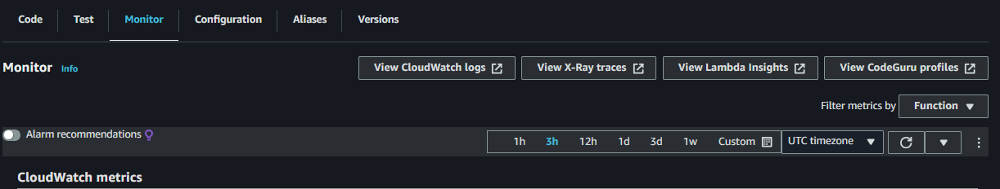 Code Test Monitor Configuration Aliases Versions
Monitor Info View CloudWatch logs View X-Ray traces View Lambda Insights View CodeGuru profiles
Filter metrics by Function
Alarm recommendations 1h 3h 12h 1d 3d 1w Custom UTC timezone
CloudWatch metrics